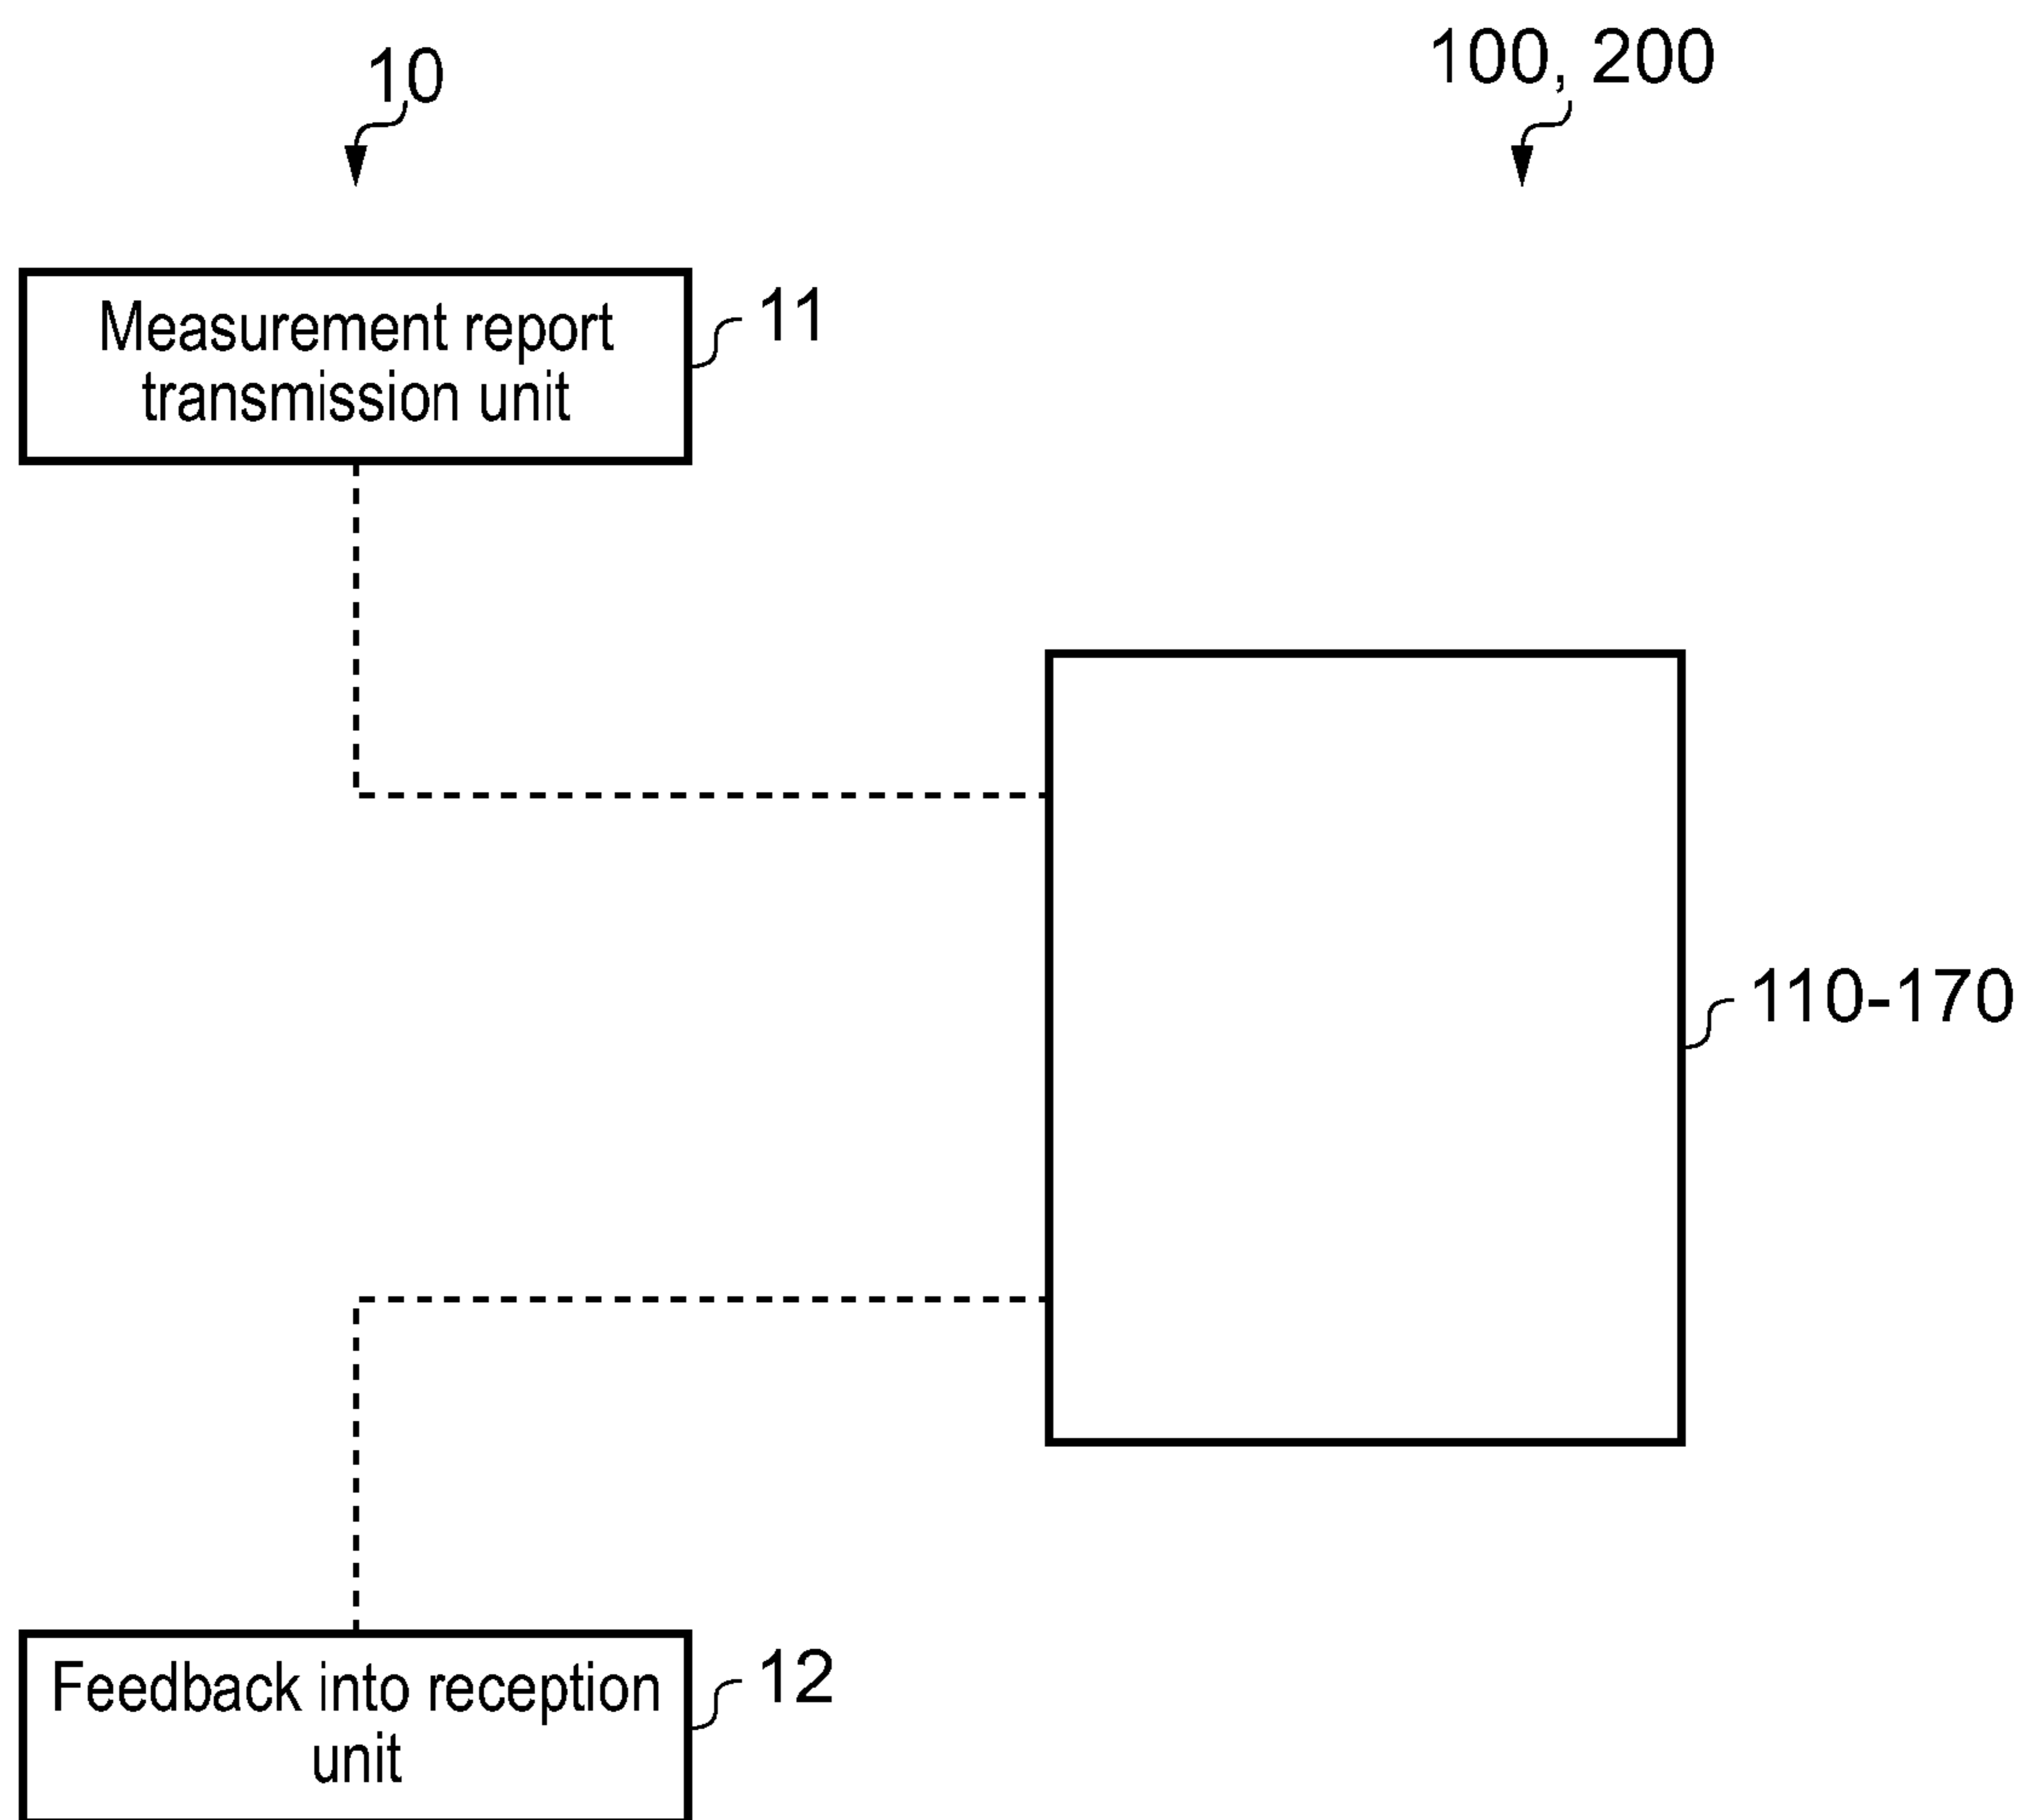 10
100, 200
Measurement report
transmission unit
11
110-170
Feedback into reception
unit
12